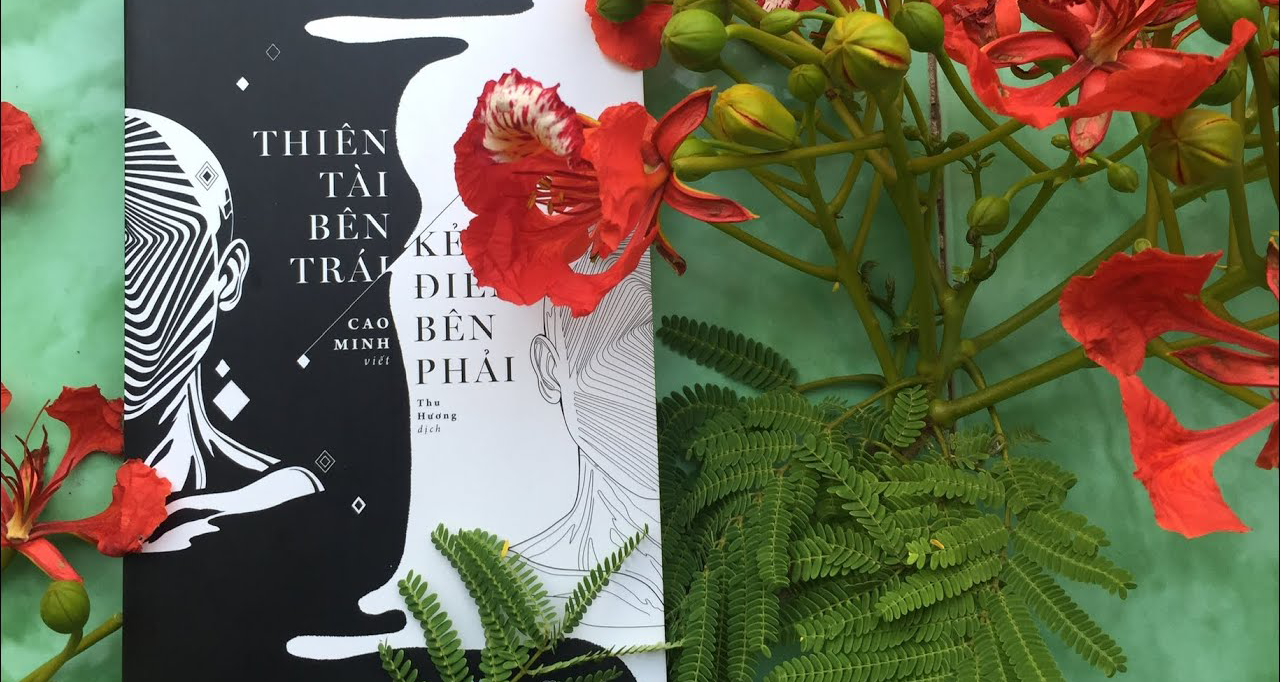 THIÊN
TÀI
BÊN
TRÁI
CAO
MINH
viết
KẺ
BÊN
PHẢI
Thu
Hương
dịch